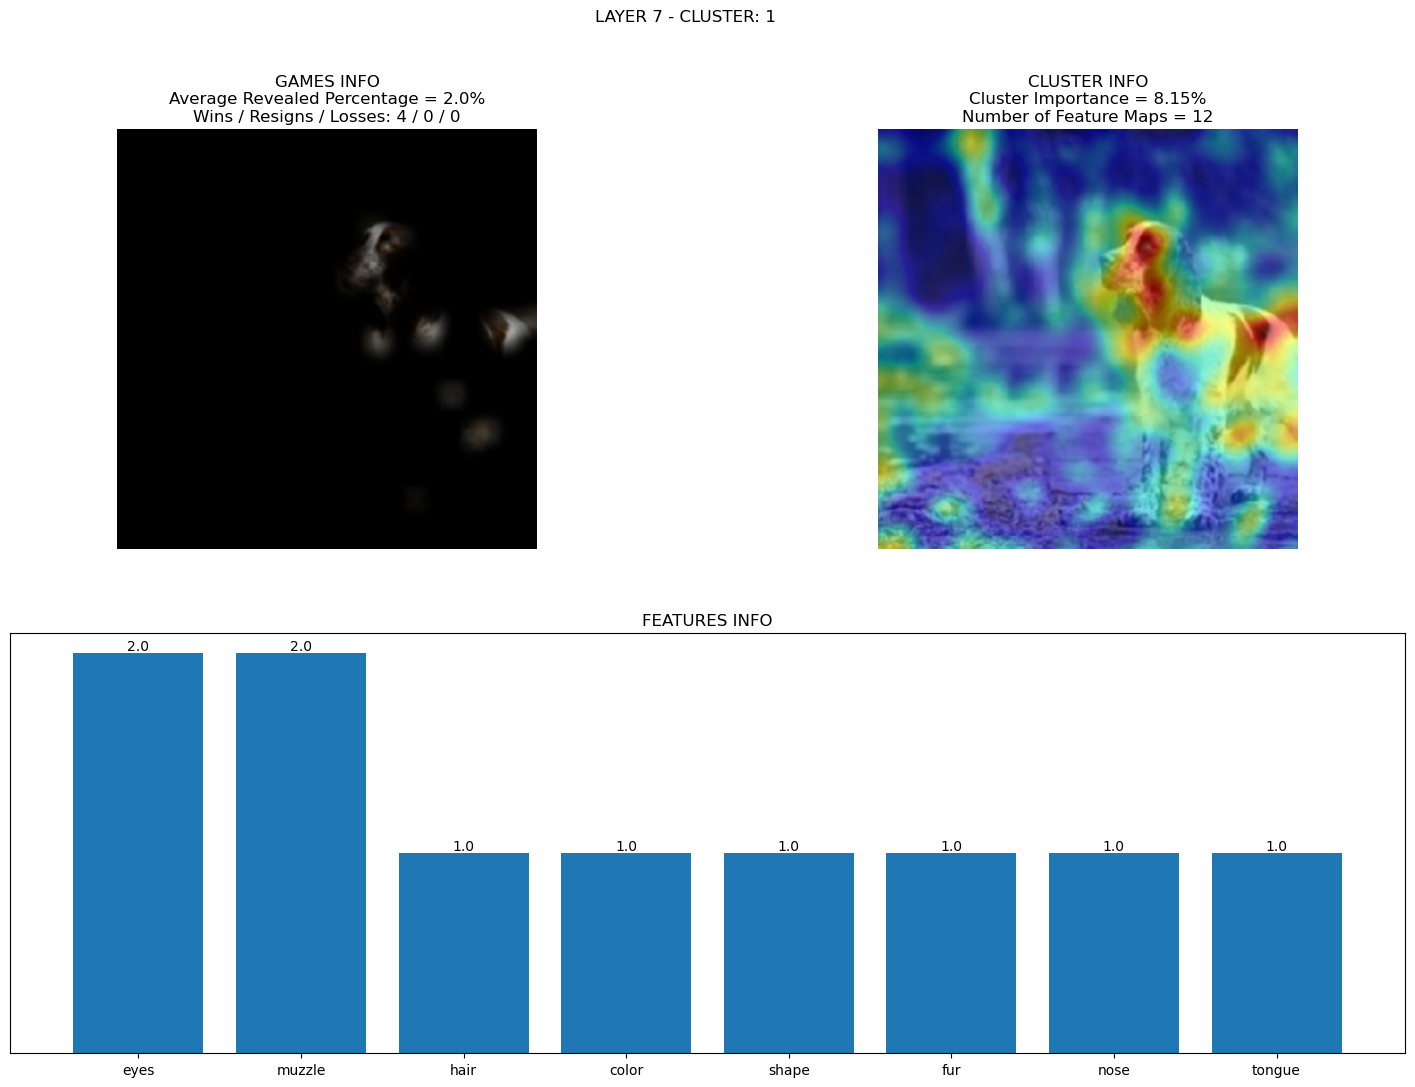 LAYER 7 - CLUSTER: 1
GAMES INFO
Average Revealed Percentage = 2.0%
Wins / Resigns / Losses: 4 / 0 / 0
CLUSTER INFO
Cluster Importance = 8.15%
Number of Feature Maps = 12
FEATURES INFO
2.0 2.0 1.0 1.0 1.0 1.0 1.0 1.0
eyes muzzle hair color shape fur nose tongue